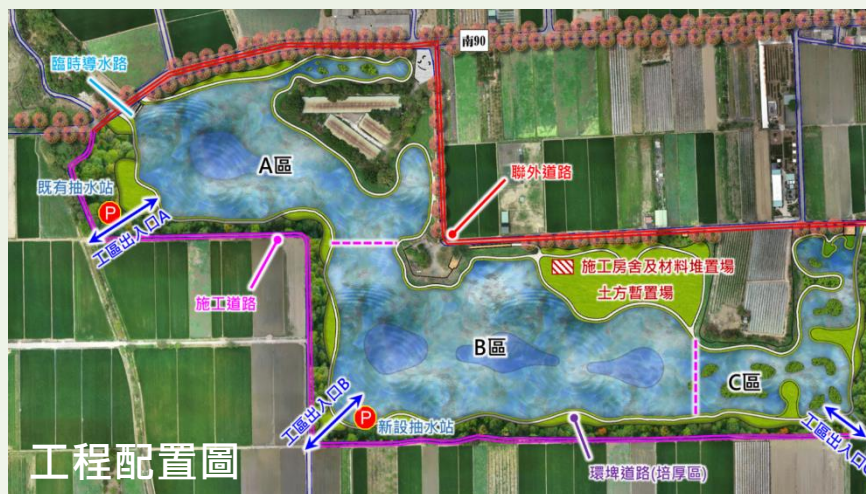 南90
臨時導水路
A區
聯外道路
既有抽水站
P
工區出入口A
施工道路
施工房舍及材料堆置場
土方暫置場
B區
C區
工區出入口B
P
新設抽水站
工區出入口
環埤道路(培厚區)
工程配置圖